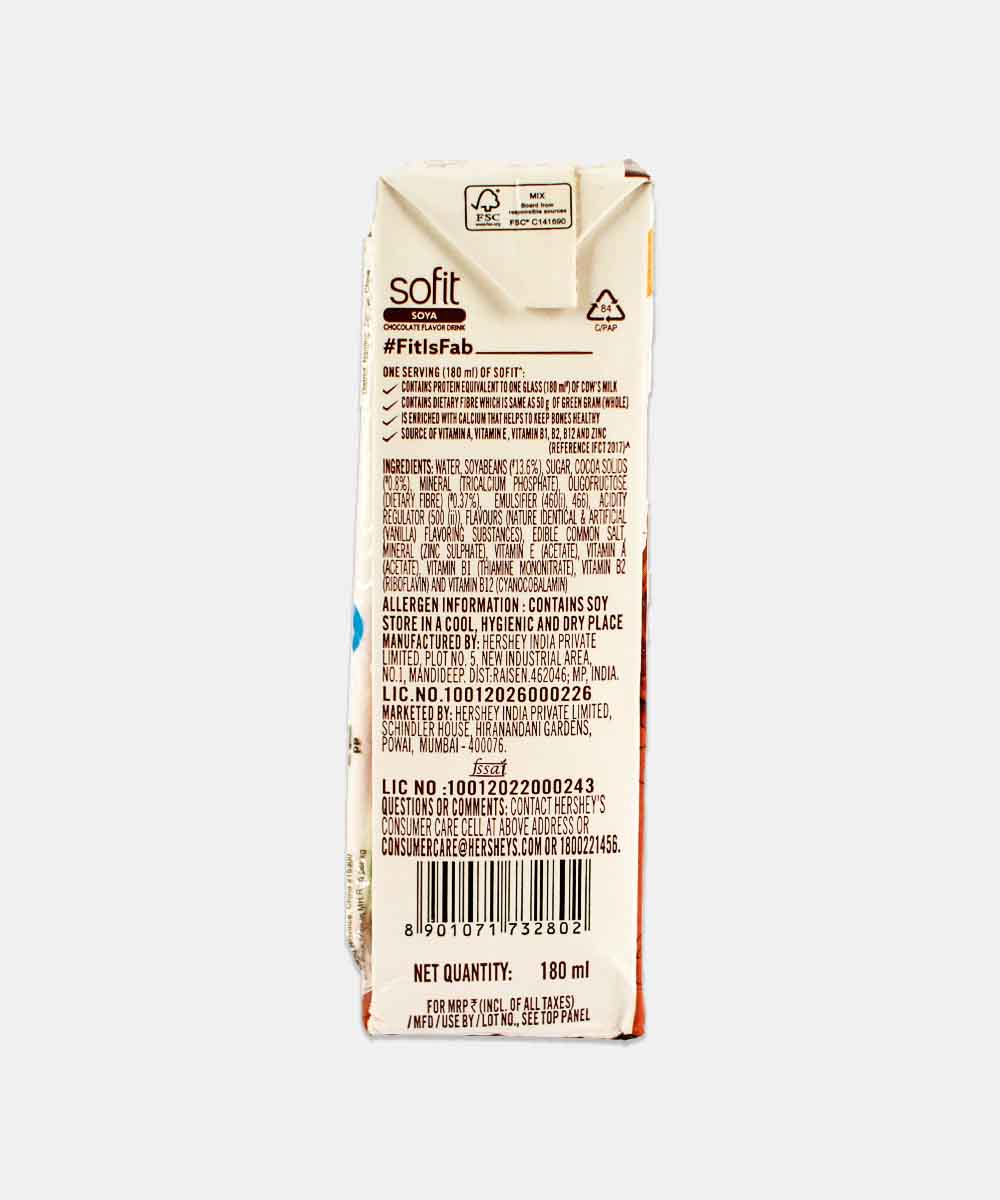 MIX
Board from
responsible sources
FSC® C141690
FSC
www.fsc.org
sofit
SOYA
CHOCOLATE FLAVOR DRINK
84
C/PAP
#FitIsFab
ONE SERVING (180 ml) OF SOFIT^:
CONTAINS PROTEIN EQUIVALENT TO ONE GLASS (180 ml#) OF COW'S MILK
CONTAINS DIETARY FIBRE WHICH IS SAME AS 50 g OF GREEN GRAM (WHOLE)
IS ENRICHED WITH CALCIUM THAT HELPS TO KEEP BONES HEALTHY
SOURCE OF VITAMIN A, VITAMIN E, VITAMIN B1, B2, B12 AND ZINC
(REFERENCE IFCT 2017)^
INGREDIENTS: WATER, SOYABEANS (#13.6%), SUGAR, COCOA SOLIDS
(#0.8%), MINERAL (TRICALCIUM PHOSPHATE), OLIGOFRUCTOSE
(DIETARY FIBRE) (#0.37%), EMULSIFIER (460(i), 466), ACIDITY
REGULATOR (500 (ii)), FLAVOURS (NATURE IDENTICAL & ARTIFICIAL
(VANILLA) FLAVORING SUBSTANCES), EDIBLE COMMON SALT,
MINERAL (ZINC SULPHATE), VITAMIN E (ACETATE), VITAMIN A
(ACETATE), VITAMIN B1 (THIAMINE MONONITRATE), VITAMIN B2
(RIBOFLAVIN) AND VITAMIN B12 (CYANOCOBALAMIN)
ALLERGEN INFORMATION : CONTAINS SOY
STORE IN A COOL, HYGIENIC AND DRY PLACE
MANUFACTURED BY: HERSHEY INDIA PRIVATE
LIMITED, PLOT NO. 5, NEW INDUSTRIAL AREA,
NO.1, MANDIDEEP. DIST:RAISEN.462046; MP, INDIA.
LIC.NO.10012026000226
MARKETED BY: HERSHEY INDIA PRIVATE LIMITED,
SCHINDLER HOUSE, HIRANANDANI GARDENS,
POWAI, MUMBAI - 400076.
fssai
LIC NO :10012022000243
QUESTIONS OR COMMENTS: CONTACT HERSHEY'S
CONSUMER CARE CELL AT ABOVE ADDRESS OR
CONSUMERCARE@HERSHEYS.COM OR 1800221456.
8 901071 732802
NET QUANTITY: 180 ml
FOR MRP ₹ (INCL. OF ALL TAXES)
/ MFD / USE BY / LOT NO., SEE TOP PANEL